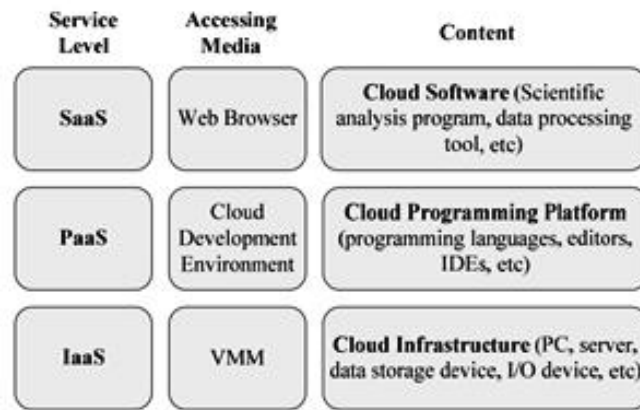 Service Level
Accessing Media
Content
SaaS
Web Browser
Cloud Software (Scientific
analysis program, data processing
tool, etc)
PaaS
Cloud
Development
Environment
Cloud Programming Platform
(programming languages, editors,
IDEs, etc)
IaaS
VMM
Cloud Infrastructure (PC, server,
data storage device, I/O device, etc)